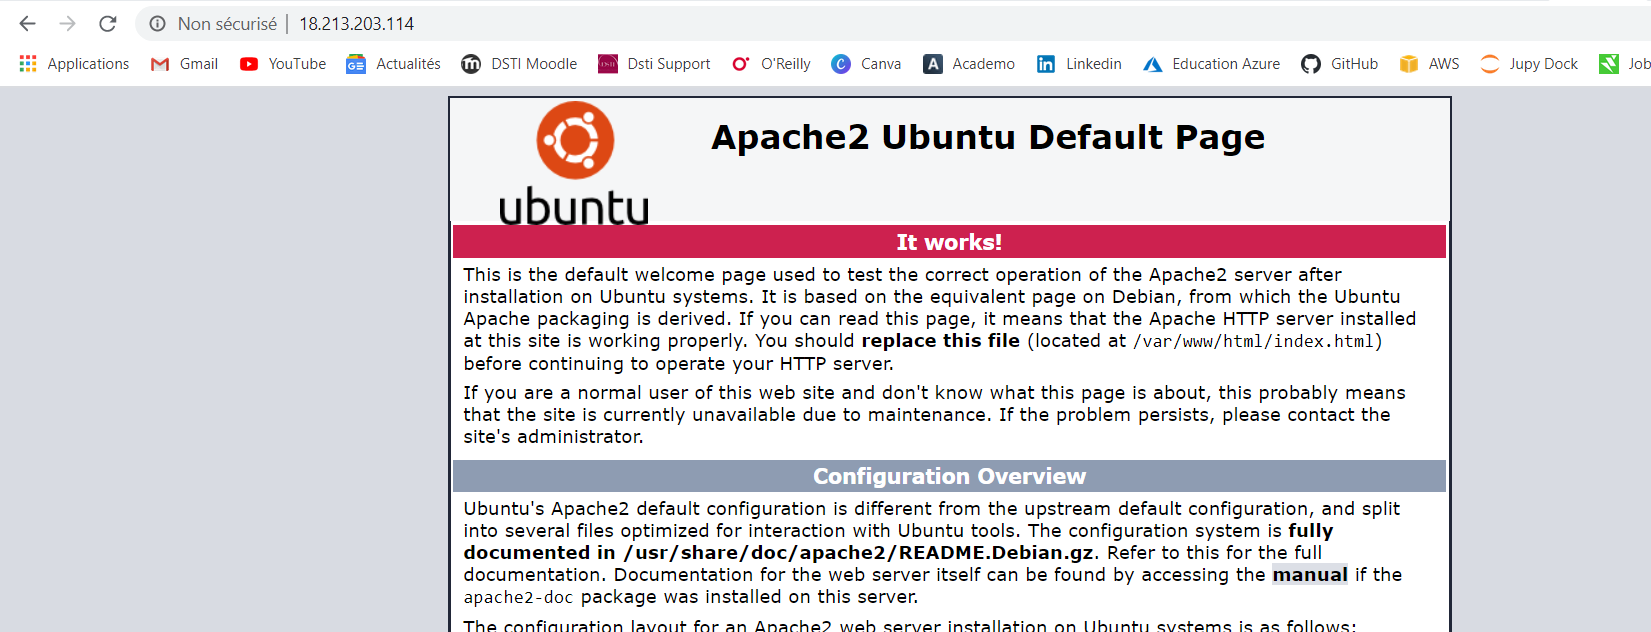 Non sécurisé | 18.213.203.114
Applications Gmail YouTube Actualités DSTI Moodle Dsti Support O'Reilly Canva Academo Linkedin Education Azure GitHub AWS Jupy Dock Job
ubuntu
Apache2 Ubuntu Default Page
It works!
This is the default welcome page used to test the correct operation of the Apache2 server after
installation on Ubuntu systems. It is based on the equivalent page on Debian, from which the Ubuntu
Apache packaging is derived. If you can read this page, it means that the Apache HTTP server installed
at this site is working properly. You should replace this file (located at /var/www/html/index.html)
before continuing to operate your HTTP server.
If you are a normal user of this web site and don't know what this page is about, this probably means
that the site is currently unavailable due to maintenance. If the problem persists, please contact the
site's administrator.
Configuration Overview
Ubuntu's Apache2 default configuration is different from the upstream default configuration, and split
into several files optimized for interaction with Ubuntu tools. The configuration system is fully
documented in /usr/share/doc/apache2/README.Debian.gz. Refer to this for the full
documentation. Documentation for the web server itself can be found by accessing the manual if the
apache2-doc package was installed on this server.
The configuration layout for an Apache2 web server installation on Ubuntu systems is as follows: